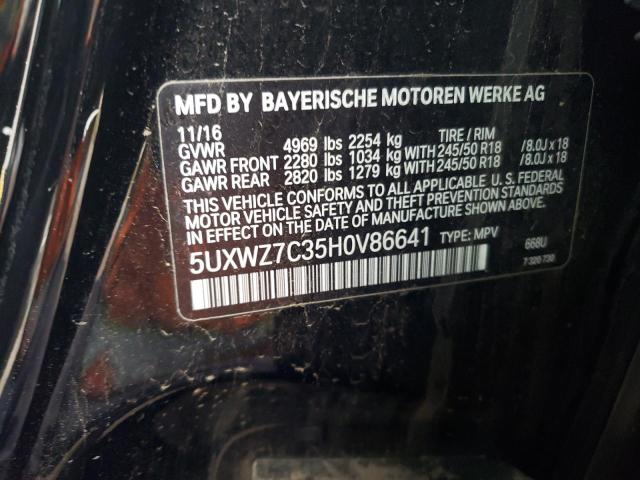 MFD BY BAYERISCHE MOTOREN WERKE AG
11/16
GVWR 4969 lbs 2254 kg TIRE / RIM
GAWR FRONT 2280 lbs 1034 kg WITH 245/50 R18 /8.0J x 18
GAWR REAR 2820 lbs 1279 kg WITH 245/50 R18 /8.0J x 18
THIS VEHICLE CONFORMS TO ALL APPLICABLE U. S. FEDERAL
MOTOR VEHICLE SAFETY AND THEFT PREVENTION STANDARDS
IN EFFECT ON THE DATE OF MANUFACTURE SHOWN ABOVE.
5UXWZ7C35H0V86641 TYPE: MPV 668U
7 320 730